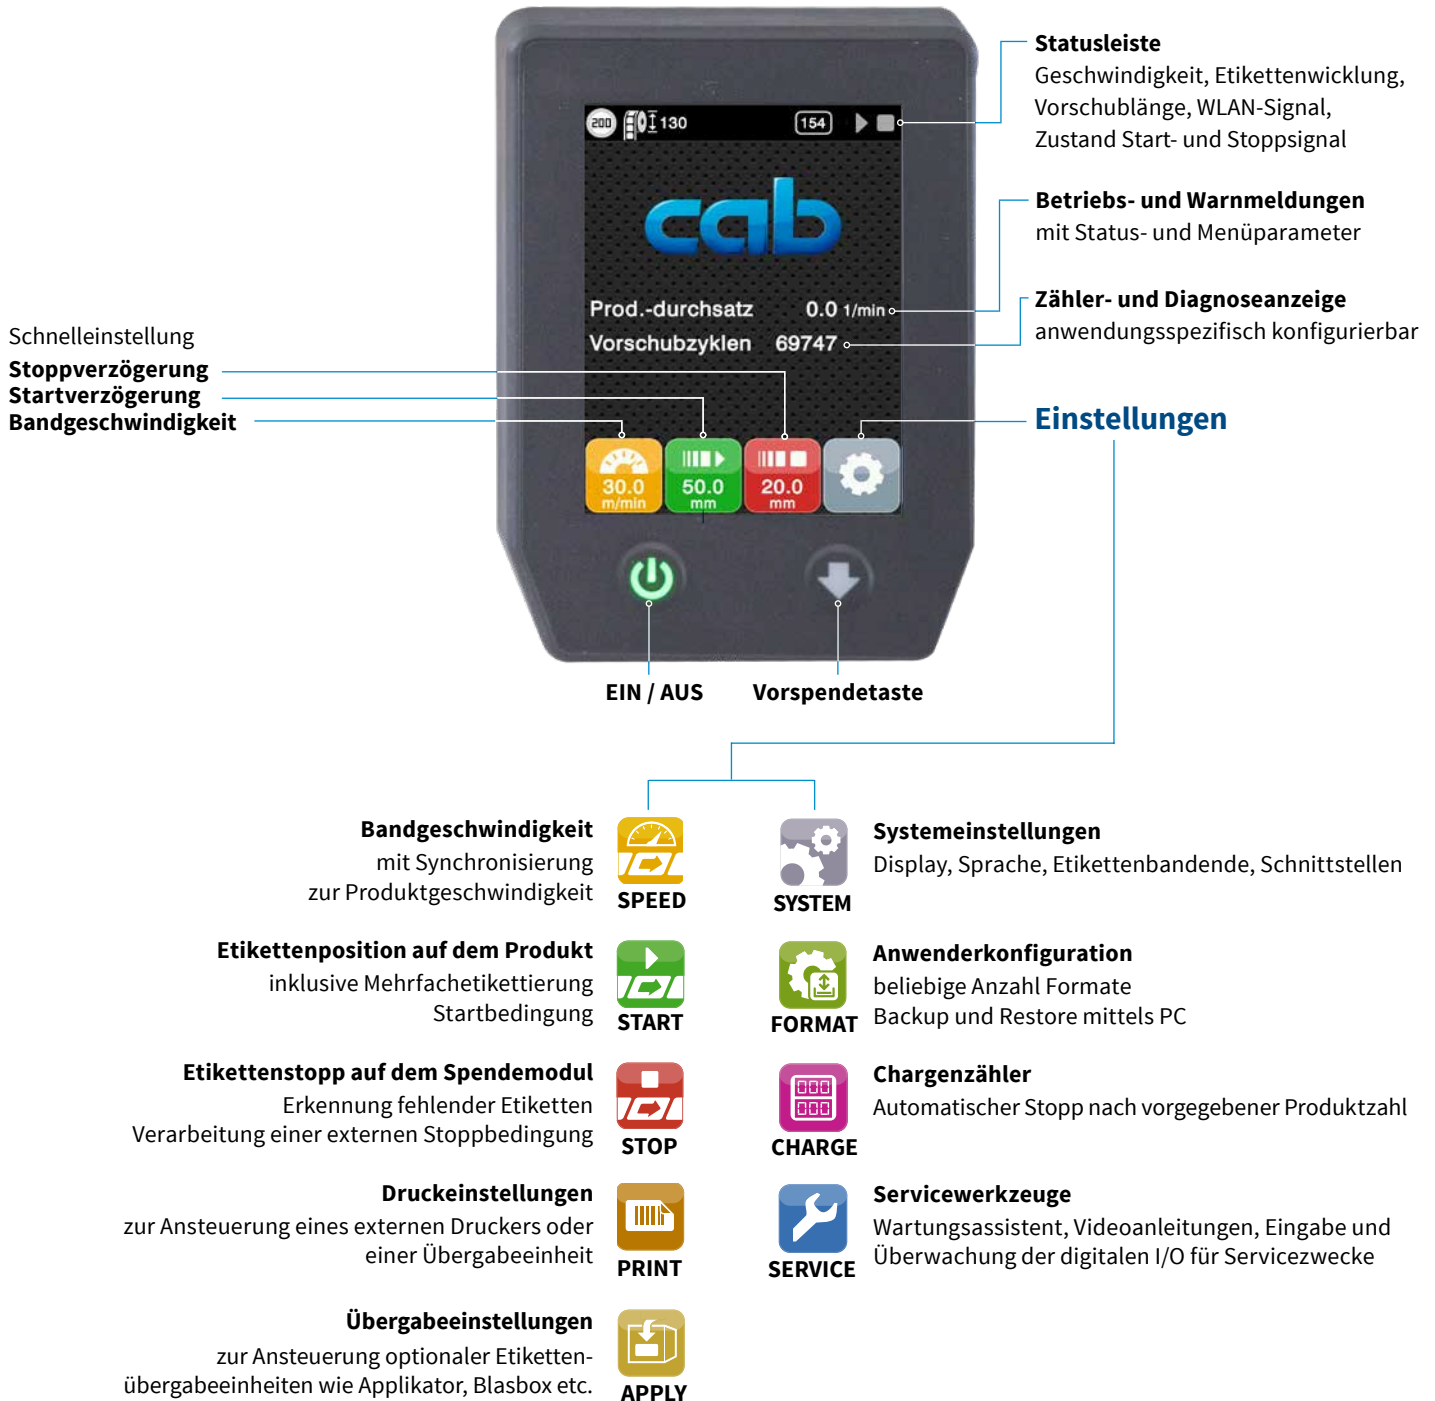 Statusleiste
Geschwindigkeit, Etikettenwicklung,
Vorschublänge, WLAN-Signal,
Zustand Start- und Stoppsignal
200 130 154
cab
Betriebs- und Warnmeldungen
mit Status- und Menüparameter
Prod.-durchsatz 0.0 1/min
Vorschubzyklen 69747
Zähler- und Diagnoseanzeige
anwendungsspezifisch konfigurierbar
Schnelleinstellung
Stoppverzögerung
Startverzögerung
Bandgeschwindigkeit
Einstellungen
30.0 m/min
50.0 mm
20.0 mm
EIN / AUS
Vorspendetaste
Bandgeschwindigkeit
mit Synchronisierung
zur Produktgeschwindigkeit
SPEED
Etikettenposition auf dem Produkt
inklusive Mehrfachetikettierung
Startbedingung
START
Etikettenstopp auf dem Spendemodul
Erkennung fehlender Etiketten
Verarbeitung einer externen Stoppbedingung
STOP
Druckeinstellungen
zur Ansteuerung eines externen Druckers oder
einer Übergabeeinheit
PRINT
Übergabeeinstellungen
zur Ansteuerung optionaler Etiketten-
übergabeeinheiten wie Applikator, Blasbox etc.
APPLY
Systemeinstellungen
Display, Sprache, Etikettenbandende, Schnittstellen
SYSTEM
Anwenderkonfiguration
beliebige Anzahl Formate
Backup und Restore mittels PC
FORMAT
Chargenzähler
Automatischer Stopp nach vorgegebener Produktzahl
000
000
CHARGE
Servicewerkzeuge
Wartungsassistent, Videoanleitungen, Eingabe und
Überwachung der digitalen I/O für Servicezwecke
SERVICE